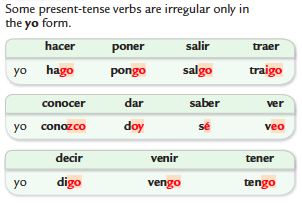 Some present-tense verbs are irregular only in
the yo form.
hacer poner salir traer
yo hago pongo salgo traigo
conocer dar saber ver
yo conozco doy sé veo
decir venir tener
yo digo vengo tengo